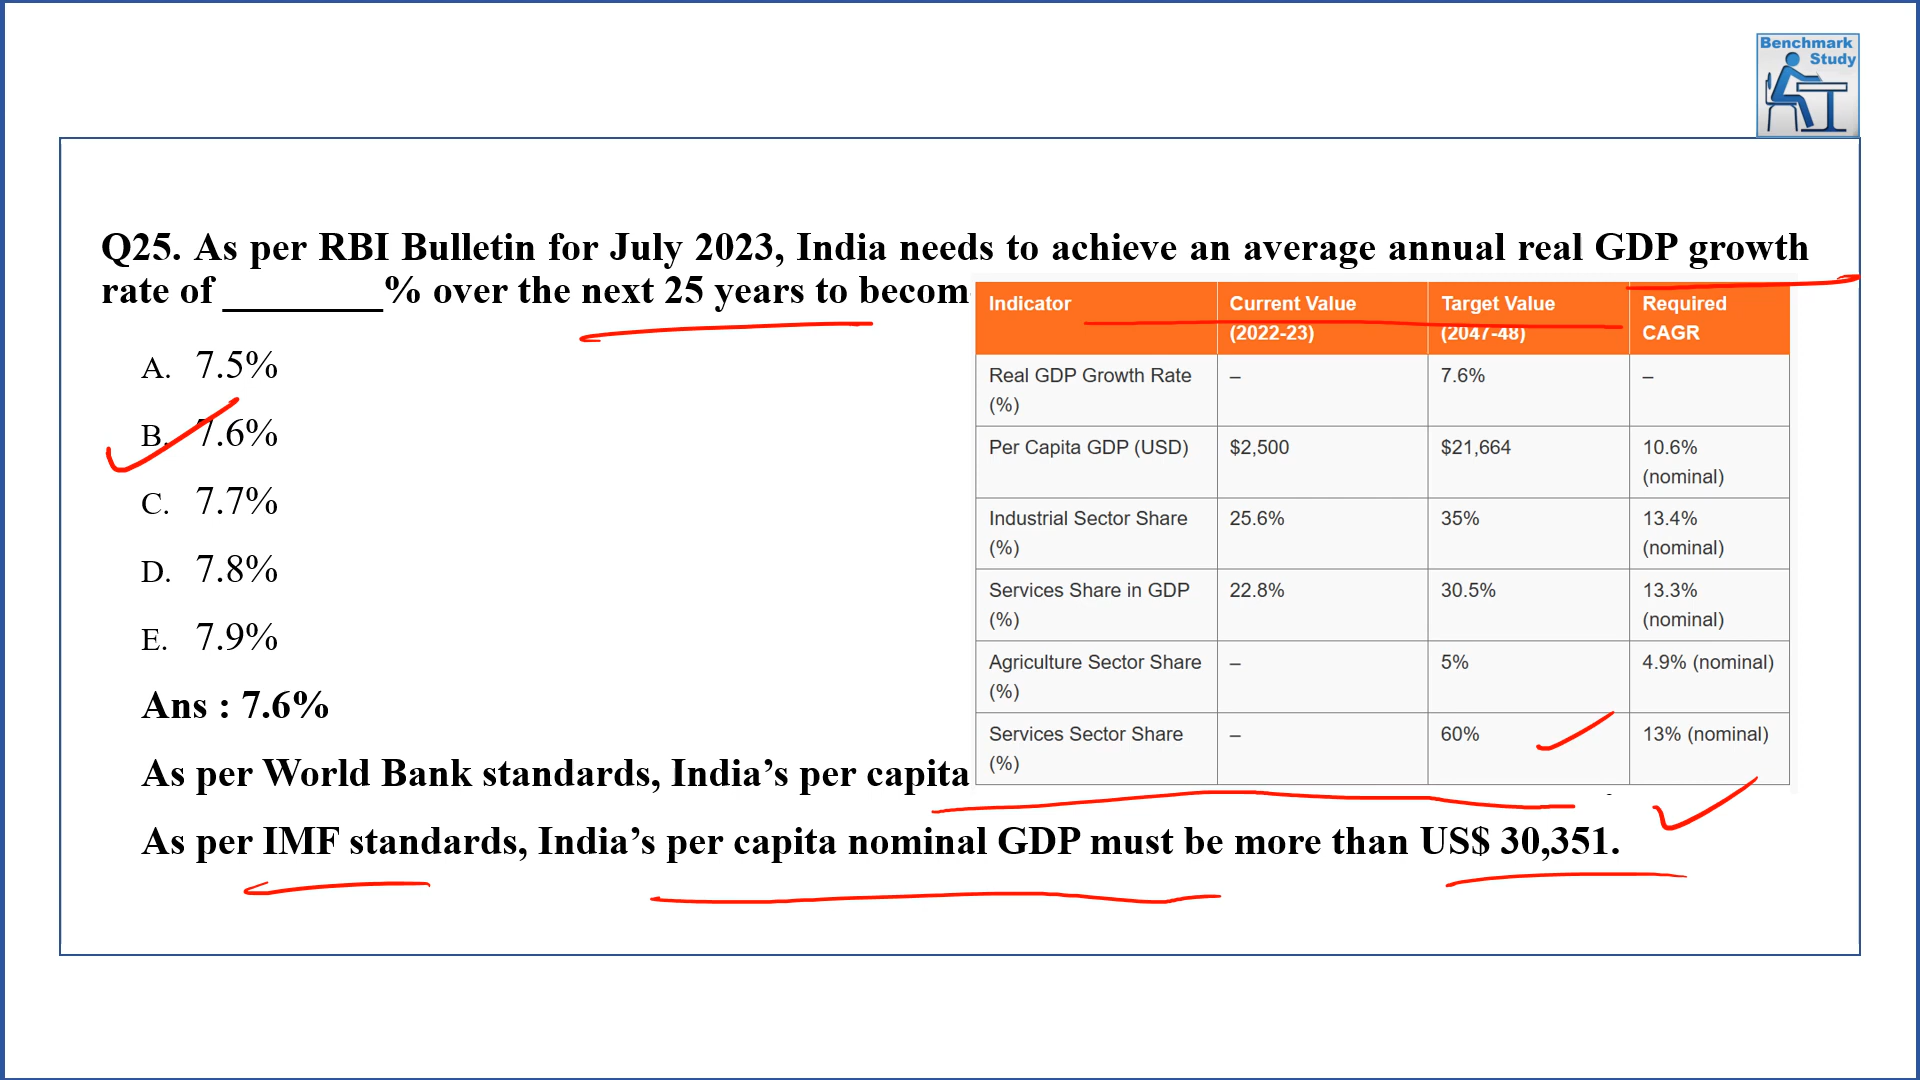 Benchmark
Study
Q25. As per RBI Bulletin for July 2023, India needs to achieve an average annual real GDP growth
rate of ________% over the next 25 years to
A. 7.5%
B. 7.6%
C. 7.7%
D. 7.8%
E. 7.9%
Ans : 7.6%
As per World Bank standards, India’s per capita
As per IMF standards, India’s per capita nominal GDP must be more than US$ 30,351.
Indicator Current Value Target Value Required
(2022-23) (2047-48) CAGR
Real GDP Growth Rate – 7.6% –
(%)
Per Capita GDP (USD) $2,500 $21,664 10.6%
(nominal)
Industrial Sector Share 25.6% 35% 13.4%
(%) (nominal)
Services Share in GDP 22.8% 30.5% 13.3%
(%) (nominal)
Agriculture Sector Share – 5% 4.9% (nominal)
(%)
Services Sector Share – 60% 13% (nominal)
(%)